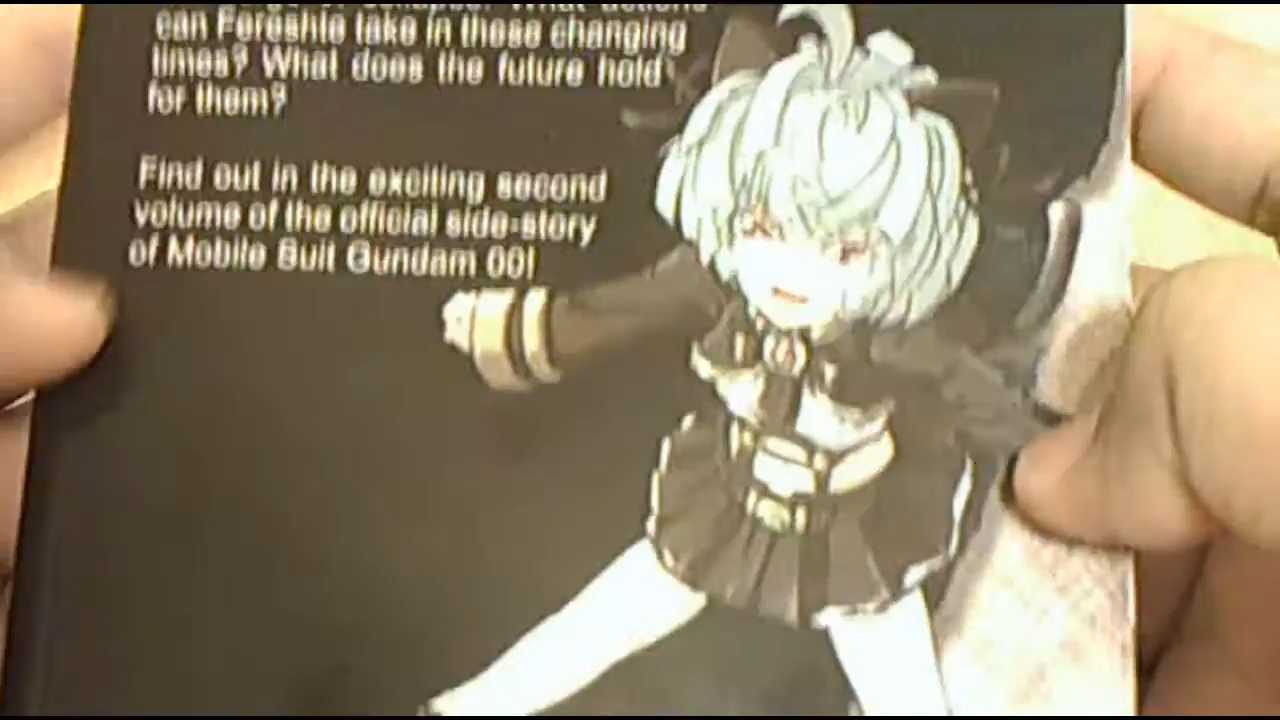 can Fereshte take in these changing
times? What does the future hold
for them?
Find out in the exciting second
volume of the official side-story
of Mobile Suit Gundam 00!